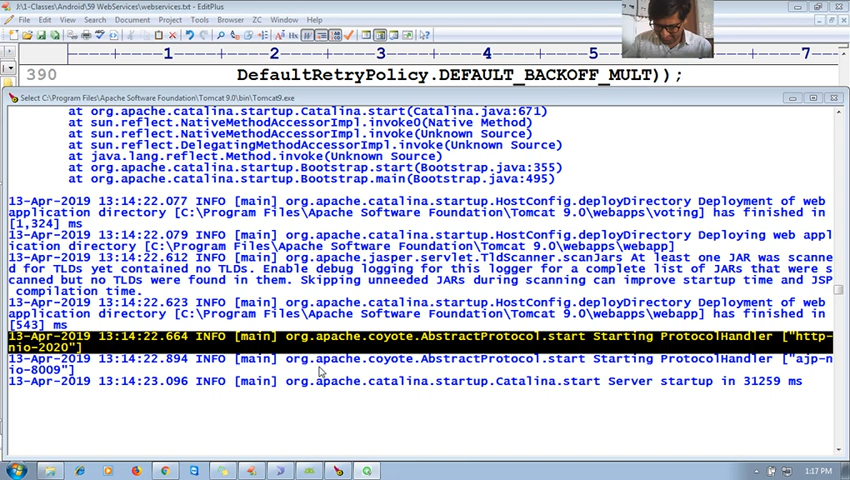 J:\1-Classes\Android\59 WebServices\webservices.txt - EditPlus
File Edit View Search Document Project Tools Browser ZC Window Help
1 2 3 4 5 7
390 DefaultRetryPolicy.DEFAULT_BACKOFF_MULT));
Select C:\Program Files\Apache Software Foundation\Tomcat 9.0\bin\Tomcat9.exe
at org.apache.catalina.startup.Catalina.start(Catalina.java:671)
at sun.reflect.NativeMethodAccessorImpl.invoke0(Native Method)
at sun.reflect.NativeMethodAccessorImpl.invoke(Unknown Source)
at sun.reflect.DelegatingMethodAccessorImpl.invoke(Unknown Source)
at java.lang.reflect.Method.invoke(Unknown Source)
at org.apache.catalina.startup.Bootstrap.start(Bootstrap.java:355)
at org.apache.catalina.startup.Bootstrap.main(Bootstrap.java:495)
13-Apr-2019 13:14:22.077 INFO [main] org.apache.catalina.startup.HostConfig.deployDirectory Deployment of web
application directory [C:\Program Files\Apache Software Foundation\Tomcat 9.0\webapps\voting] has finished in
[1,324] ms
13-Apr-2019 13:14:22.079 INFO [main] org.apache.catalina.startup.HostConfig.deployDirectory Deploying web appl
ication directory [C:\Program Files\Apache Software Foundation\Tomcat 9.0\webapps\webapp]
13-Apr-2019 13:14:22.612 INFO [main] org.apache.jasper.servlet.TldScanner.scanJars At least one JAR was scanne
d for TLDs yet contained no TLDs. Enable debug logging for this logger for a complete list of JARs that were s
canned but no TLDs were found in them. Skipping unneeded JARs during scanning can improve startup time and JSP
compilation time.
13-Apr-2019 13:14:22.623 INFO [main] org.apache.catalina.startup.HostConfig.deployDirectory Deployment of web
application directory [C:\Program Files\Apache Software Foundation\Tomcat 9.0\webapps\webapp] has finished in
[543] ms
13-Apr-2019 13:14:22.664 INFO [main] org.apache.coyote.AbstractProtocol.start Starting ProtocolHandler ["http-
nio-2020"]
13-Apr-2019 13:14:22.894 INFO [main] org.apache.coyote.AbstractProtocol.start Starting ProtocolHandler ["ajp-n
io-8009"]
13-Apr-2019 13:14:23.096 INFO [main] org.apache.catalina.startup.Catalina.start Server startup in 31259 ms
1:17 PM